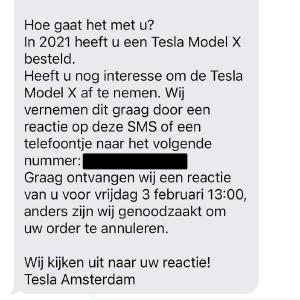 Hoe gaat het met u?
In 2021 heeft u een Tesla Model X
besteld.
Heeft u nog interesse om de Tesla
Model X af te nemen. Wij
vernemen dit graag door een
reactie op deze SMS of een
telefoontje naar het volgende
nummer:
Graag ontvangen wij een reactie
van u voor vrijdag 3 februari 13:00,
anders zijn wij genoodzaakt om
uw order te annuleren.
Wij kijken uit naar uw reactie!
Tesla Amsterdam